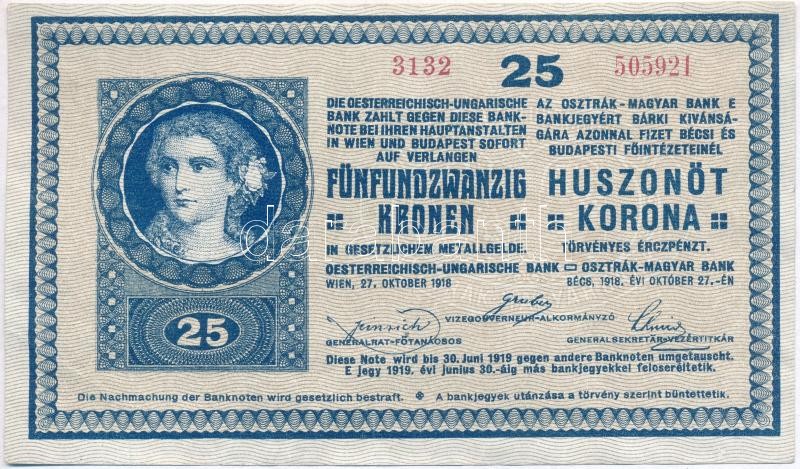 3132 25 505921
DIE OESTERREICHISCH-UNGARISCHE
BANK ZAHLT GEGEN DIESE BANK-
NOTE BEI IHREN HAUPTANSTALTEN
IN WIEN UND BUDAPEST SOFORT
AUF VERLANGEN
FÜNFUNDZWANZIG
KRONEN
IN GESETZLICHEM METALLGELDE.
OESTERREICHISCH-UNGARISCHE BANK
WIEN, 27. OKTOBER 1918
AZ OSZTRÁK-MAGYAR BANK E
BANKJEGYÉRT BÁRKI KIVÁNSÁ-
GÁRA AZONNAL FIZET BÉCSI ÉS
BUDAPESTI FŐINTÉZETEINÉL
HUSZONÖT
KORONA
TÖRVÉNYES ÉRCZPÉNZT.
OSZTRÁK-MAGYAR BANK
BÉCS, 1918. ÉVI OKTÓBER 27.-ÉN
darabanth
25
Gruber
VIZEGOUVERNEUR-ALKORMÁNYZÓ
GENERALRAT-FŐTANÁCSOS
GENERALSEKRETÄR-VEZÉRTITKÁR
Diese Note wird bis 30. Juni 1919 gegen andere Banknoten umgetauscht.
E jegy 1919. évi junius 30.-áig más bankjegyekkel felcseréltetik.
Die Nachmachung der Banknoten wird gesetzlich bestraft. A bankjegyek utánzása a törvény szerint büntettetik.